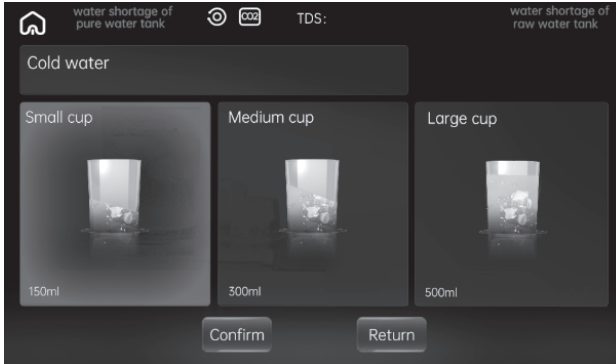 water shortage of
pure water tank
CO2
TDS:
water shortage of
raw water tank
Cold water
Small cup
Medium cup
Large cup
150ml
300ml
500ml
Confirm
Return